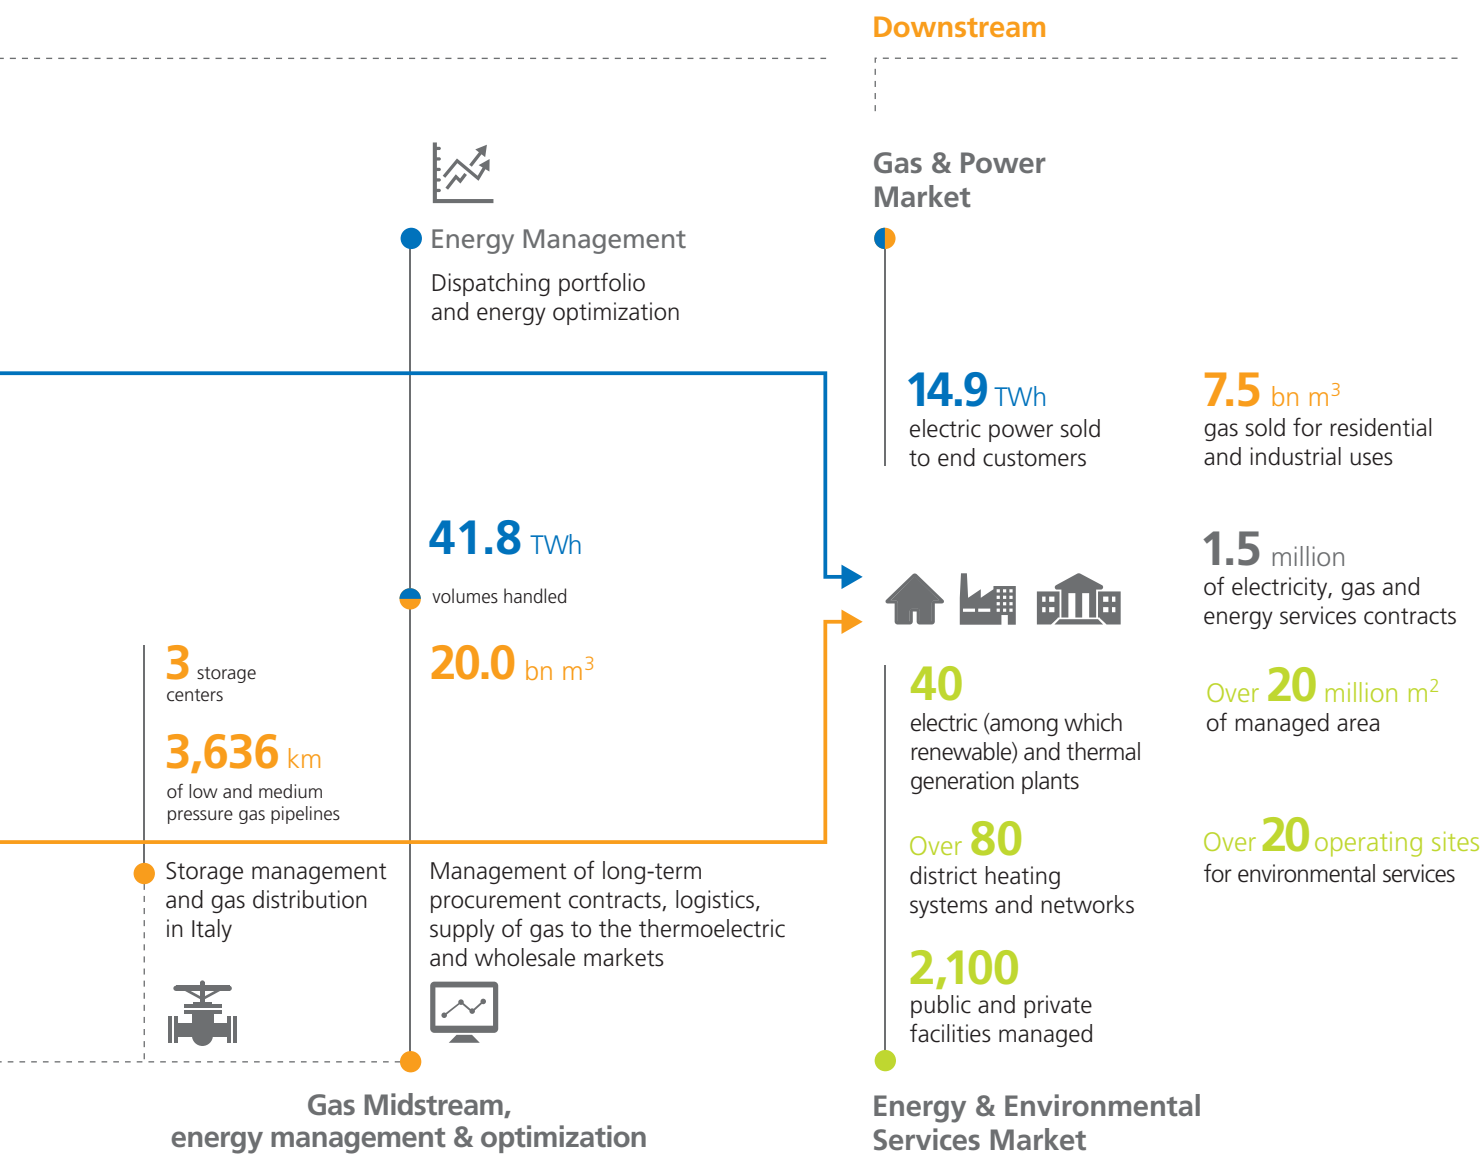 Downstream
Energy Management
Dispatching portfolio
and energy optimization
41.8 TWh
volumes handled
20.0 bn m³
3 storage
centers
3,636 km
of low and medium
pressure gas pipelines
Storage management
and gas distribution
in Italy
Management of long-term
procurement contracts, logistics,
supply of gas to the thermoelectric
and wholesale markets
Gas Midstream,
energy management & optimization
Gas & Power
Market
14.9 TWh
electric power sold
to end customers
7.5 bn m³
gas sold for residential
and industrial uses
1.5 million
of electricity, gas and
energy services contracts
40
electric (among which
renewable) and thermal
generation plants
Over 20 million m²
of managed area
Over 80
district heating
systems and networks
Over 20 operating sites
for environmental services
2,100
public and private
facilities managed
Energy & Environmental
Services Market